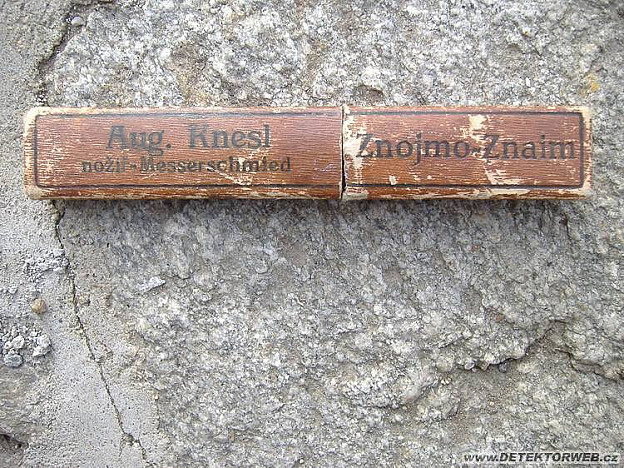 Aug. Knesl
nožíř-Messerschmied
Znojmo-Znaim
www.DETEKTORWEB.cz